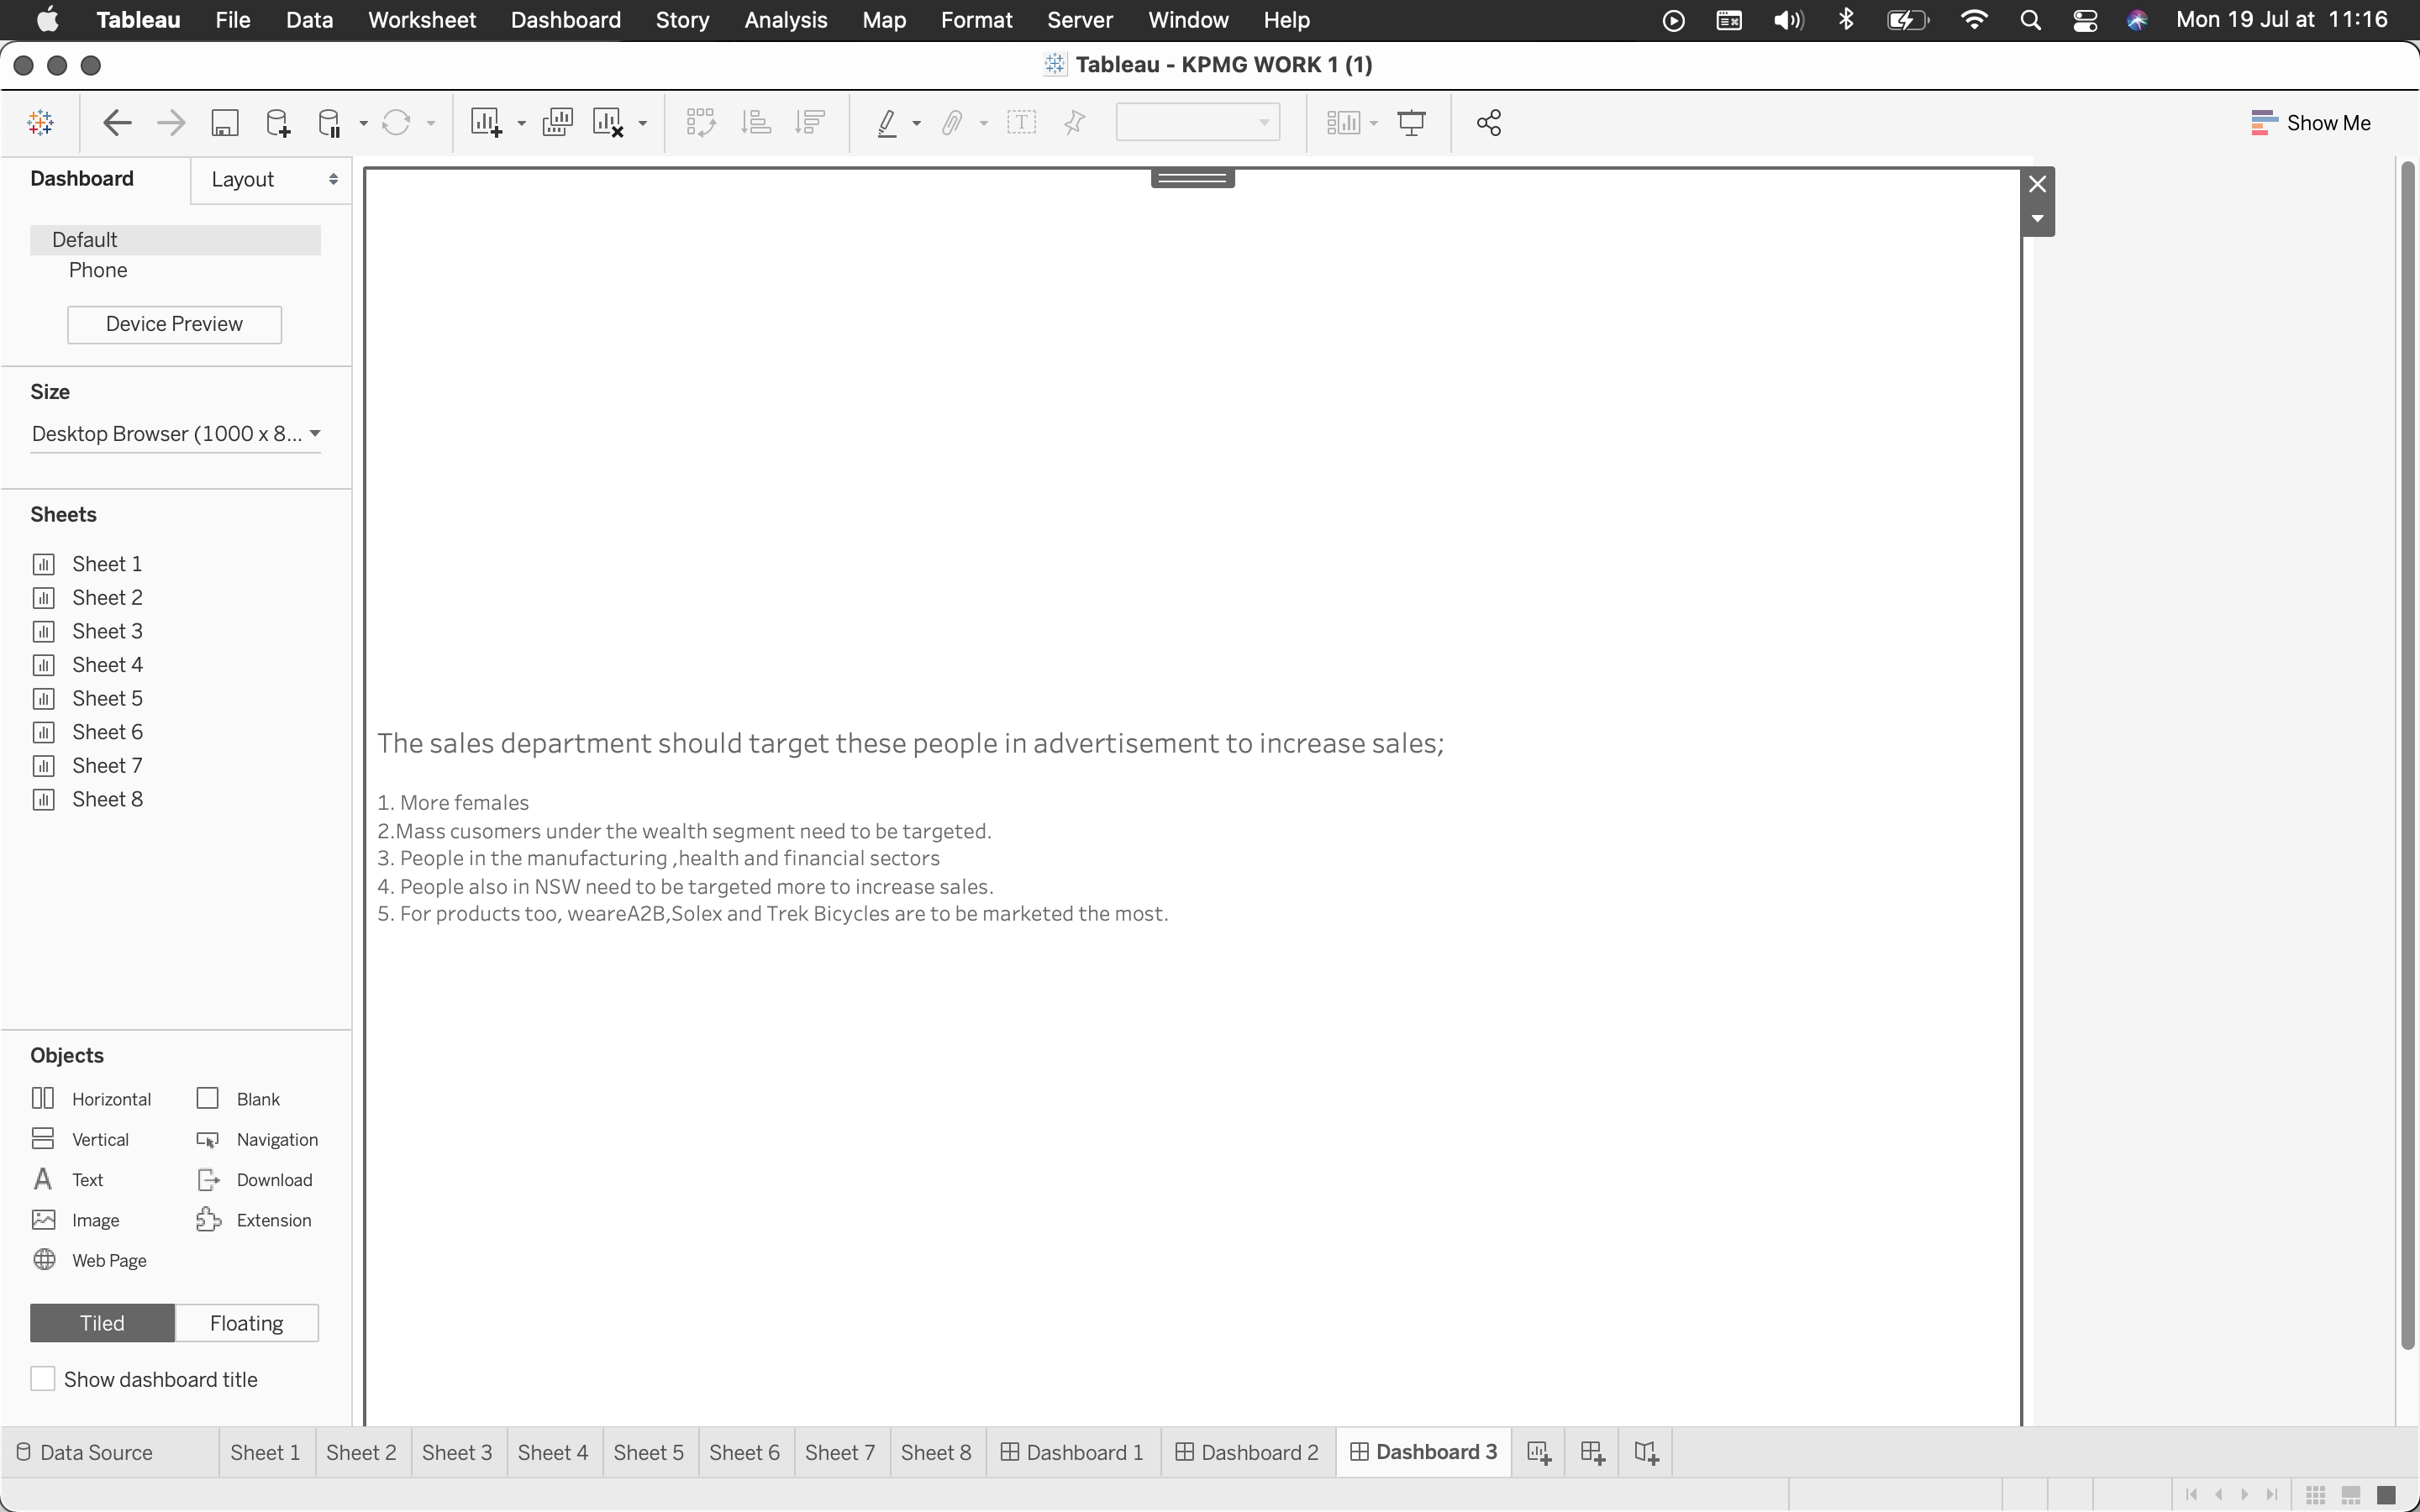 Tableau File Data Worksheet Dashboard Story Analysis Map Format Server Window Help Mon 19 Jul at 11:16
Tableau - KPMG WORK 1 (1)
Show Me
Dashboard Layout
Default
Phone
Device Preview
Size
Desktop Browser (1000 x 8...
Sheets
Sheet 1
Sheet 2
Sheet 3
Sheet 4
Sheet 5
Sheet 6
Sheet 7
Sheet 8
Objects
Horizontal Blank
Vertical Navigation
Text Download
Image Extension
Web Page
Tiled Floating
Show dashboard title
The sales department should target these people in advertisement to increase sales;
1. More females
2.Mass cusomers under the wealth segment need to be targeted.
3. People in the manufacturing ,health and financial sectors
4. People also in NSW need to be targeted more to increase sales.
5. For products too, weareA2B,Solex and Trek Bicycles are to be marketed the most.
Data Source Sheet 1 Sheet 2 Sheet 3 Sheet 4 Sheet 5 Sheet 6 Sheet 7 Sheet 8 Dashboard 1 Dashboard 2 Dashboard 3